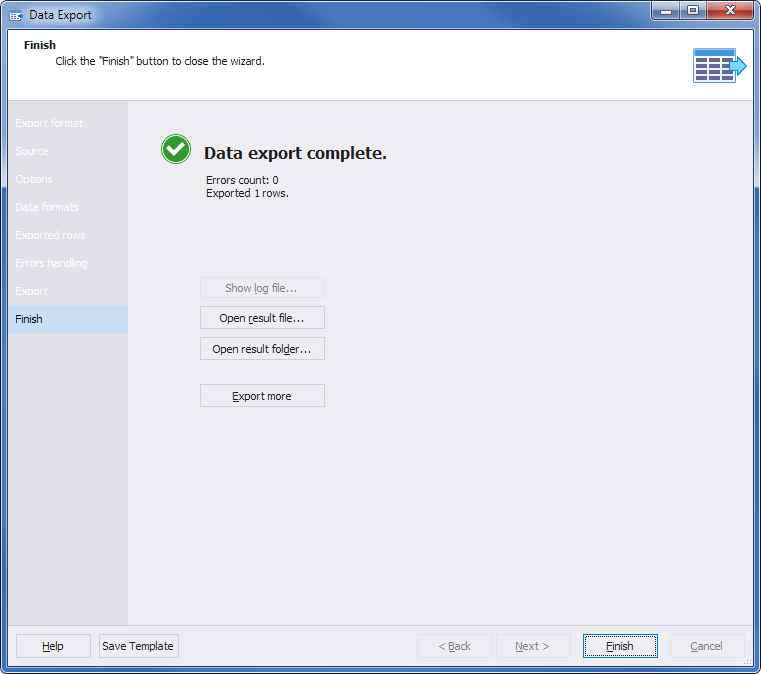 Data Export
Finish
Click the "Finish" button to close the wizard.
Export format
Source
Options
Data formats
Exported rows
Errors handling
Export
Finish
Data export complete.
Errors count: 0
Exported 1 rows.
Show log file...
Open result file...
Open result folder...
Export more
Help
Save Template
< Back
Next >
Finish
Cancel